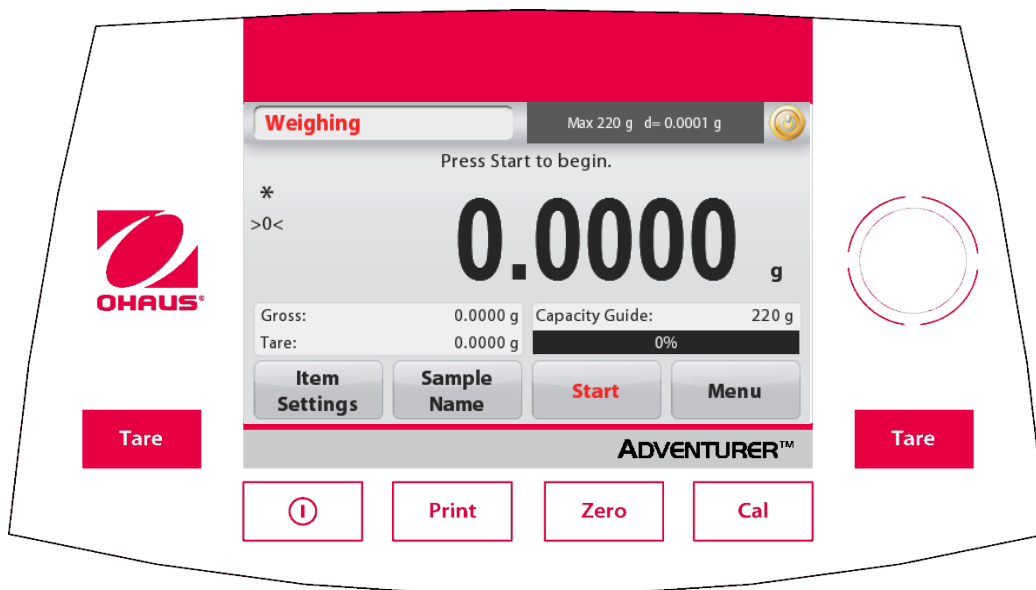 Weighing
Max 220 g d= 0.0001 g
Press Start to begin.
*
>0<
0.0000 g
OHAUS®
Gross: 0.0000 g
Tare: 0.0000 g
Capacity Guide: 220 g
0%
Item
Settings
Sample
Name
Start
Menu
Tare
ADVENTURER™
Tare
Print
Zero
Cal